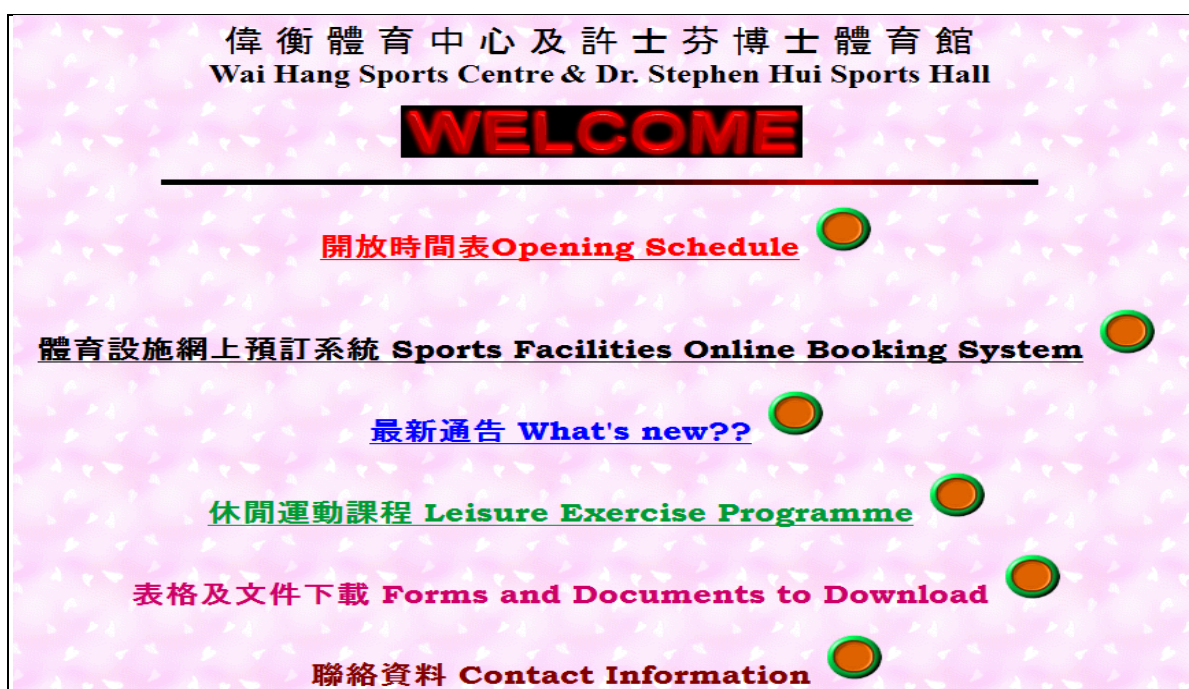 偉衡體育中心及許士芬博士體育館
Wai Hang Sports Centre & Dr. Stephen Hui Sports Hall
WELCOME
開放時間表Opening Schedule
體育設施網上預訂系統 Sports Facilities Online Booking System
最新通告 What's new??
休閒運動課程 Leisure Exercise Programme
表格及文件下載 Forms and Documents to Download
聯絡資料 Contact Information